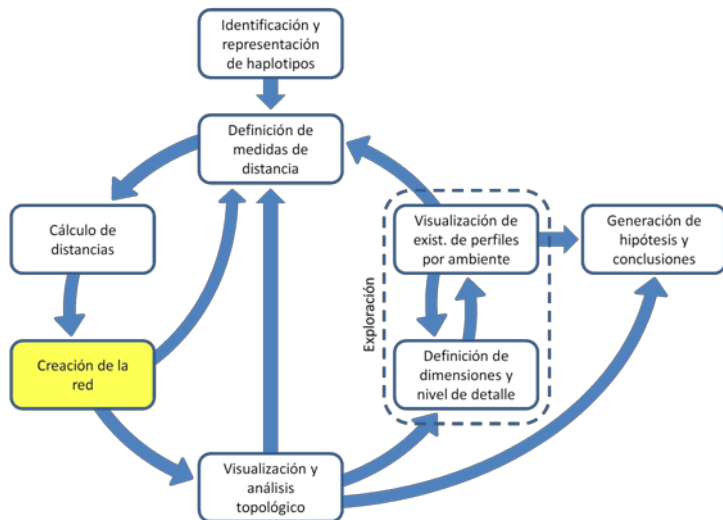 Identificación y
representación
de haplotipos
Definición de
medidas de
distancia
Cálculo de
distancias
Visualización de
exist. de perfiles
por ambiente
Generación de
hipótesis y
conclusiones
Exploración
Creación de la
red
Definición de
dimensiones y
nivel de detalle
Visualización y
análisis
topológico